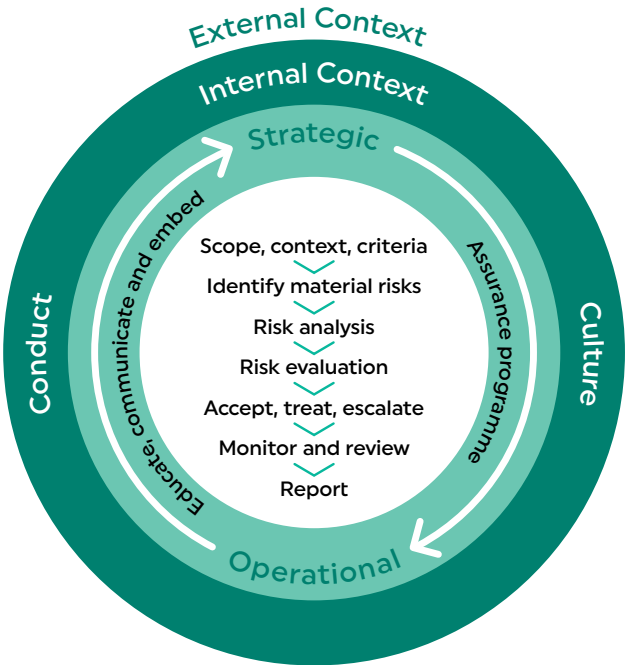 External Context
Internal Context
Strategic
Conduct
Educate, communicate and embed
Scope, context, criteria
Identify material risks
Risk analysis
Risk evaluation
Accept, treat, escalate
Monitor and review
Report
Assurance programme
Culture
Operational